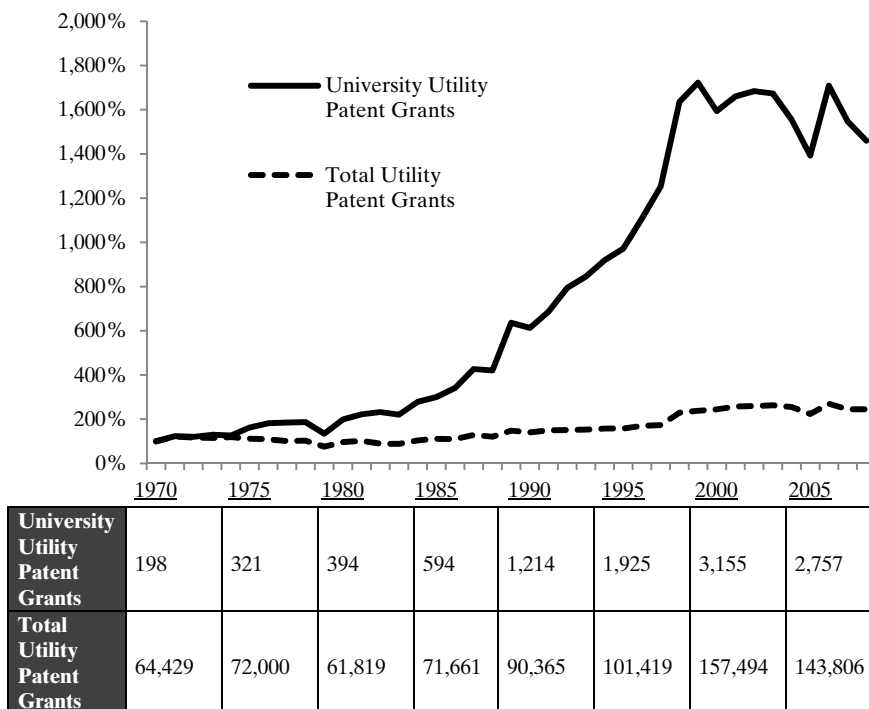 2,000%
1,800%
1,600%
1,400%
1,200%
1,000%
800%
600%
400%
200%
0%
University Utility
Patent Grants
Total Utility
Patent Grants
1970 1975 1980 1985 1990 1995 2000 2005
University
Utility
Patent
Grants
198 321 394 594 1,214 1,925 3,155 2,757
Total
Utility
Patent
Grants
64,429 72,000 61,819 71,661 90,365 101,419 157,494 143,806